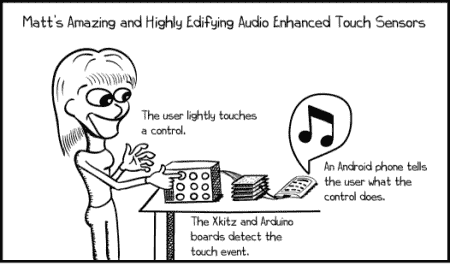 Matt's Amazing and Highly Edifying Audio Enhanced Touch Sensors
The user lightly touches
a control.
An Android phone tells
the user what the
control does.
The Xkitz and Arduino
boards detect the
touch event.